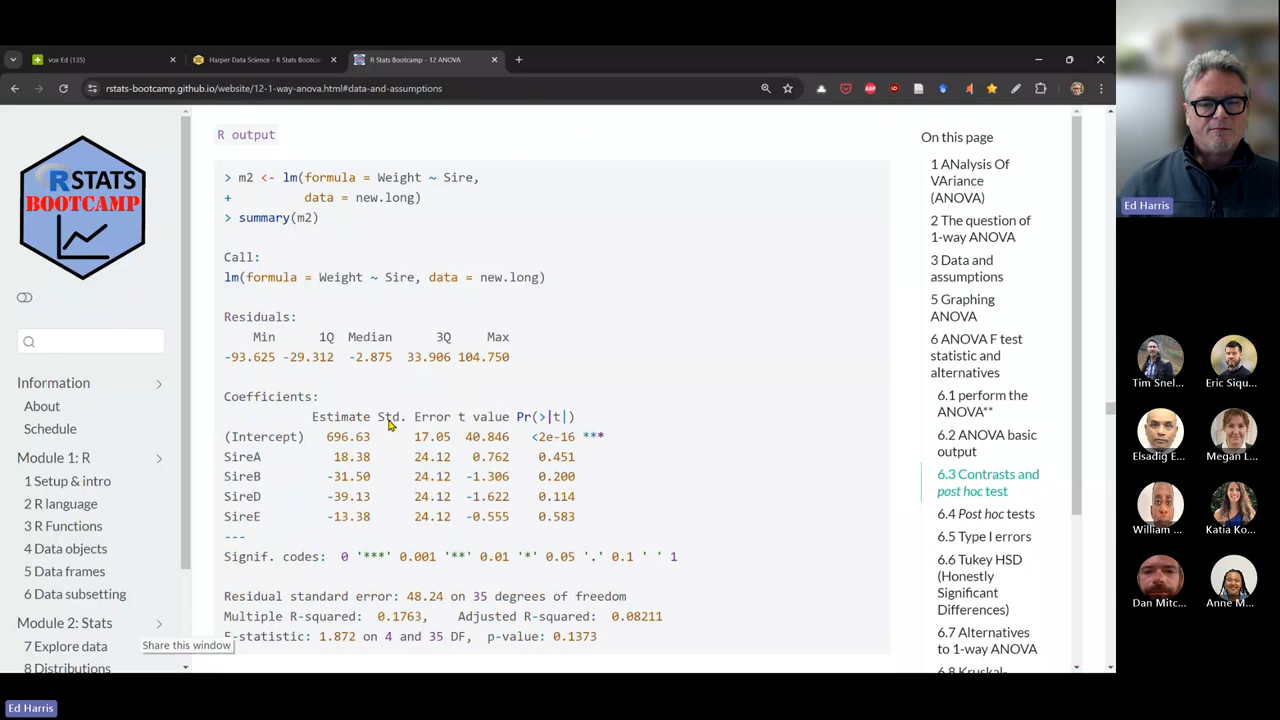 vox Ed (135)
Harper Data Science - R Stats Bootca
R Stats Bootcamp - 12 ANOVA
rstats-bootcamp.github.io/website/12-1-way-anova.html#data-and-assumptions
RSTATS
BOOTCAMP
Information
About
Schedule
Module 1: R
1 Setup & intro
2 R language
3 R Functions
4 Data objects
5 Data frames
6 Data subsetting
Module 2: Stats
7 Explore data
8 Distributions
Share this window
R output
> m2 <- lm(formula = Weight ~ Sire,
+ data = new.long)
> summary(m2)
Call:
lm(formula = Weight ~ Sire, data = new.long)
Residuals:
Min 1Q Median 3Q Max
-93.625 -29.312 -2.875 33.906 104.750
Coefficients:
Estimate Std. Error t value Pr(>|t|)
(Intercept) 696.63 17.05 40.846 <2e-16 ***
SireA 18.38 24.12 0.762 0.451
SireB -31.50 24.12 -1.306 0.200
SireD -39.13 24.12 -1.622 0.114
SireE -13.38 24.12 -0.555 0.583
---
Signif. codes: 0 '***' 0.001 '**' 0.01 '*' 0.05 '.' 0.1 ' ' 1
Residual standard error: 48.24 on 35 degrees of freedom
Multiple R-squared: 0.1763, Adjusted R-squared: 0.08211
F-statistic: 1.872 on 4 and 35 DF, p-value: 0.1373
On this page
1 ANalysis Of
VAriance
(ANOVA)
2 The question of
1-way ANOVA
3 Data and
assumptions
5 Graphing
ANOVA
6 ANOVA F test
statistic and
alternatives
6.1 perform the
ANOVA**
6.2 ANOVA basic
output
6.3 Contrasts and
post hoc test
6.4 Post hoc tests
6.5 Type I errors
6.6 Tukey HSD
(Honestly
Significant
Differences)
6.7 Alternatives
to 1-way ANOVA
6.8 Kruskal-
Ed Harris
Tim Snel...
Eric Siqu...
Elsadig E...
Megan L...
William ...
Katia Ko...
Dan Mitc...
Anne M...
Ed Harris